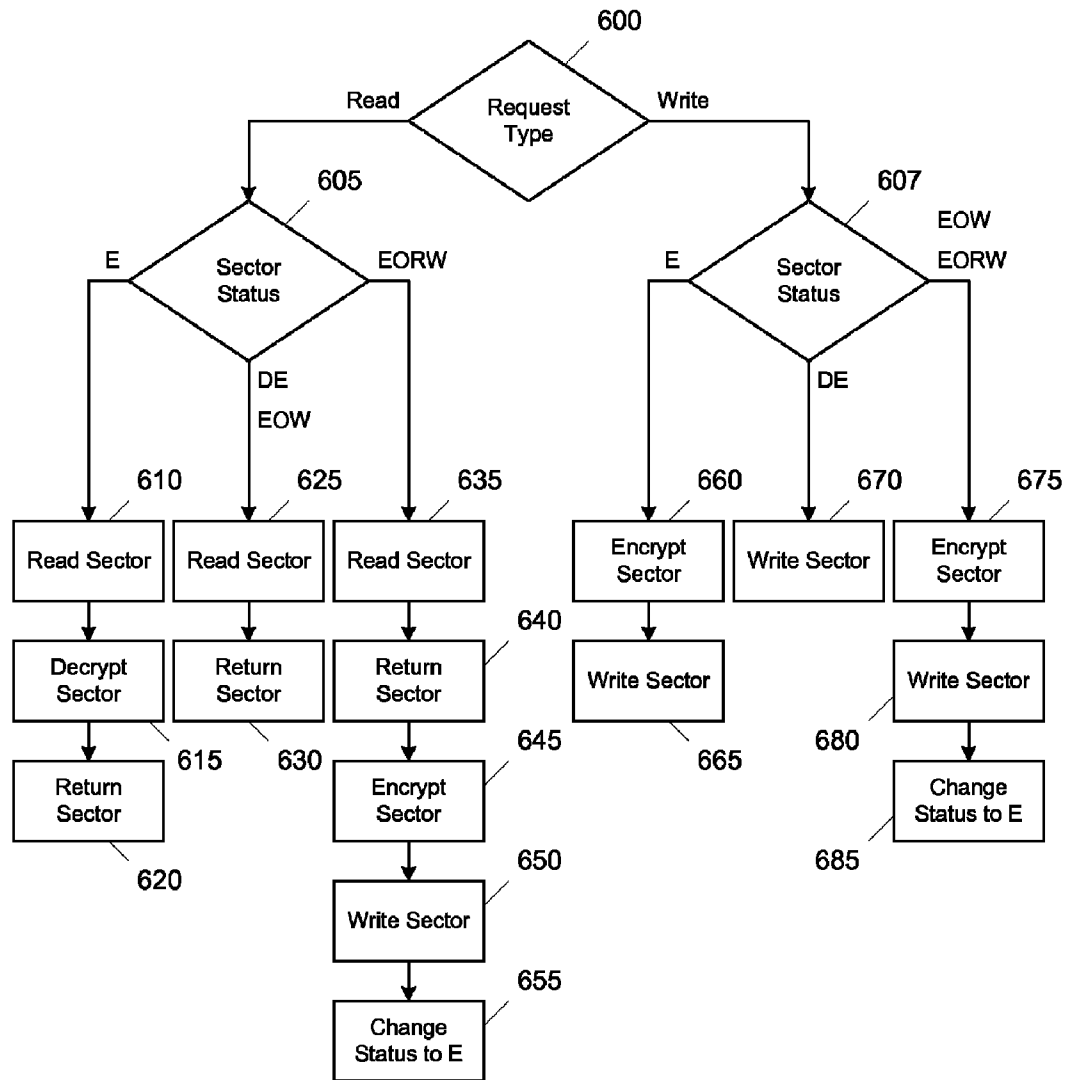 600
Read
Request
Type
Write
605
607
E
Sector
Status
EORW
DE
EOW
E
Sector
Status
EOW
EORW
DE
610
625
635
660
670
675
Read Sector
Read Sector
Read Sector
Encrypt
Sector
Write Sector
Encrypt
Sector
640
Decrypt
Sector
Return
Sector
Return
Sector
Write Sector
Write Sector
615
630
645
665
680
Return
Sector
Encrypt
Sector
Change
Status to E
620
650
685
Write Sector
655
Change
Status to E